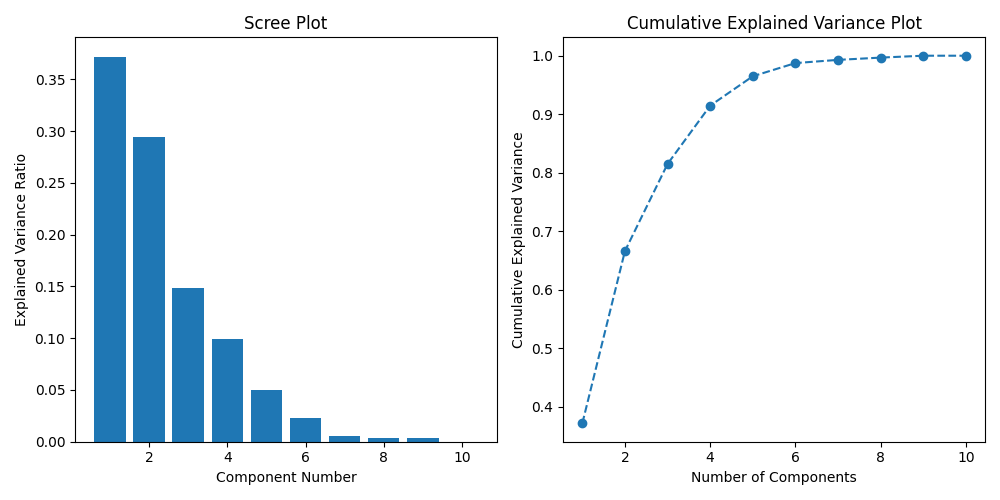 Scree Plot
Explained Variance Ratio
0.35
0.30
0.25
0.20
0.15
0.10
0.05
0.00
2 4 6 8 10
Component Number
Cumulative Explained Variance Plot
Cumulative Explained Variance
1.0
0.9
0.8
0.7
0.6
0.5
0.4
2 4 6 8 10
Number of Components